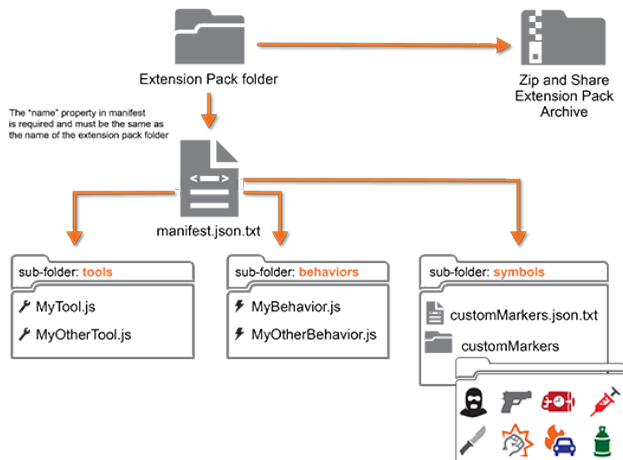 Extension Pack folder
Zip and Share
Extension Pack
Archive
The "name" property in manifest
is required and must be the same as
the name of the extension pack folder
manifest.json.txt
sub-folder: tools
MyTool.js
MyOtherTool.js
sub-folder: behaviors
MyBehavior.js
MyOtherBehavior.js
sub-folder: symbols
customMarkers.json.txt
customMarkers